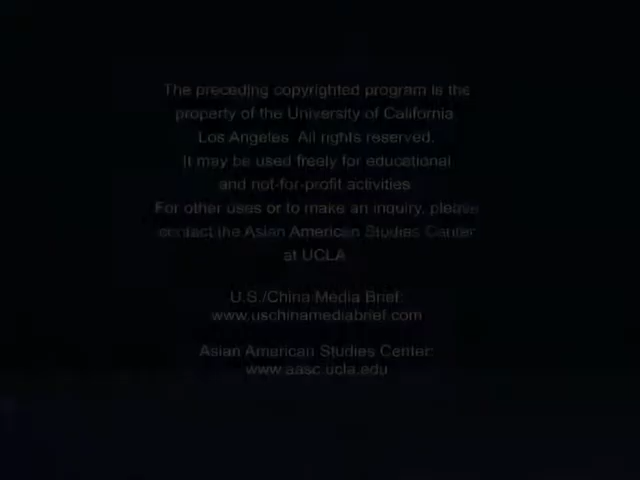 The preceding copyrighted program is the
property of the University of California
Los Angeles. All rights reserved.
It may be used freely for educational
and not-for-profit activities
For other uses or to make an inquiry, please
contact the Asian American Studies Center
at UCLA
U.S./China Media Brief:
www.uschinamediabrief.com
Asian American Studies Center:
www.aasc.ucla.edu